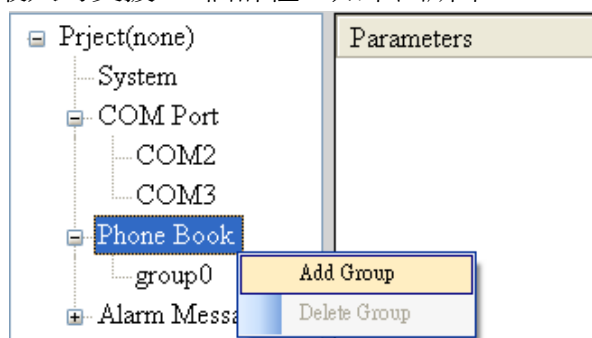 Prject(none)
Parameters
System
COM Port
COM2
COM3
Phone Book
group0
Add Group
Alarm Messa
Delete Group